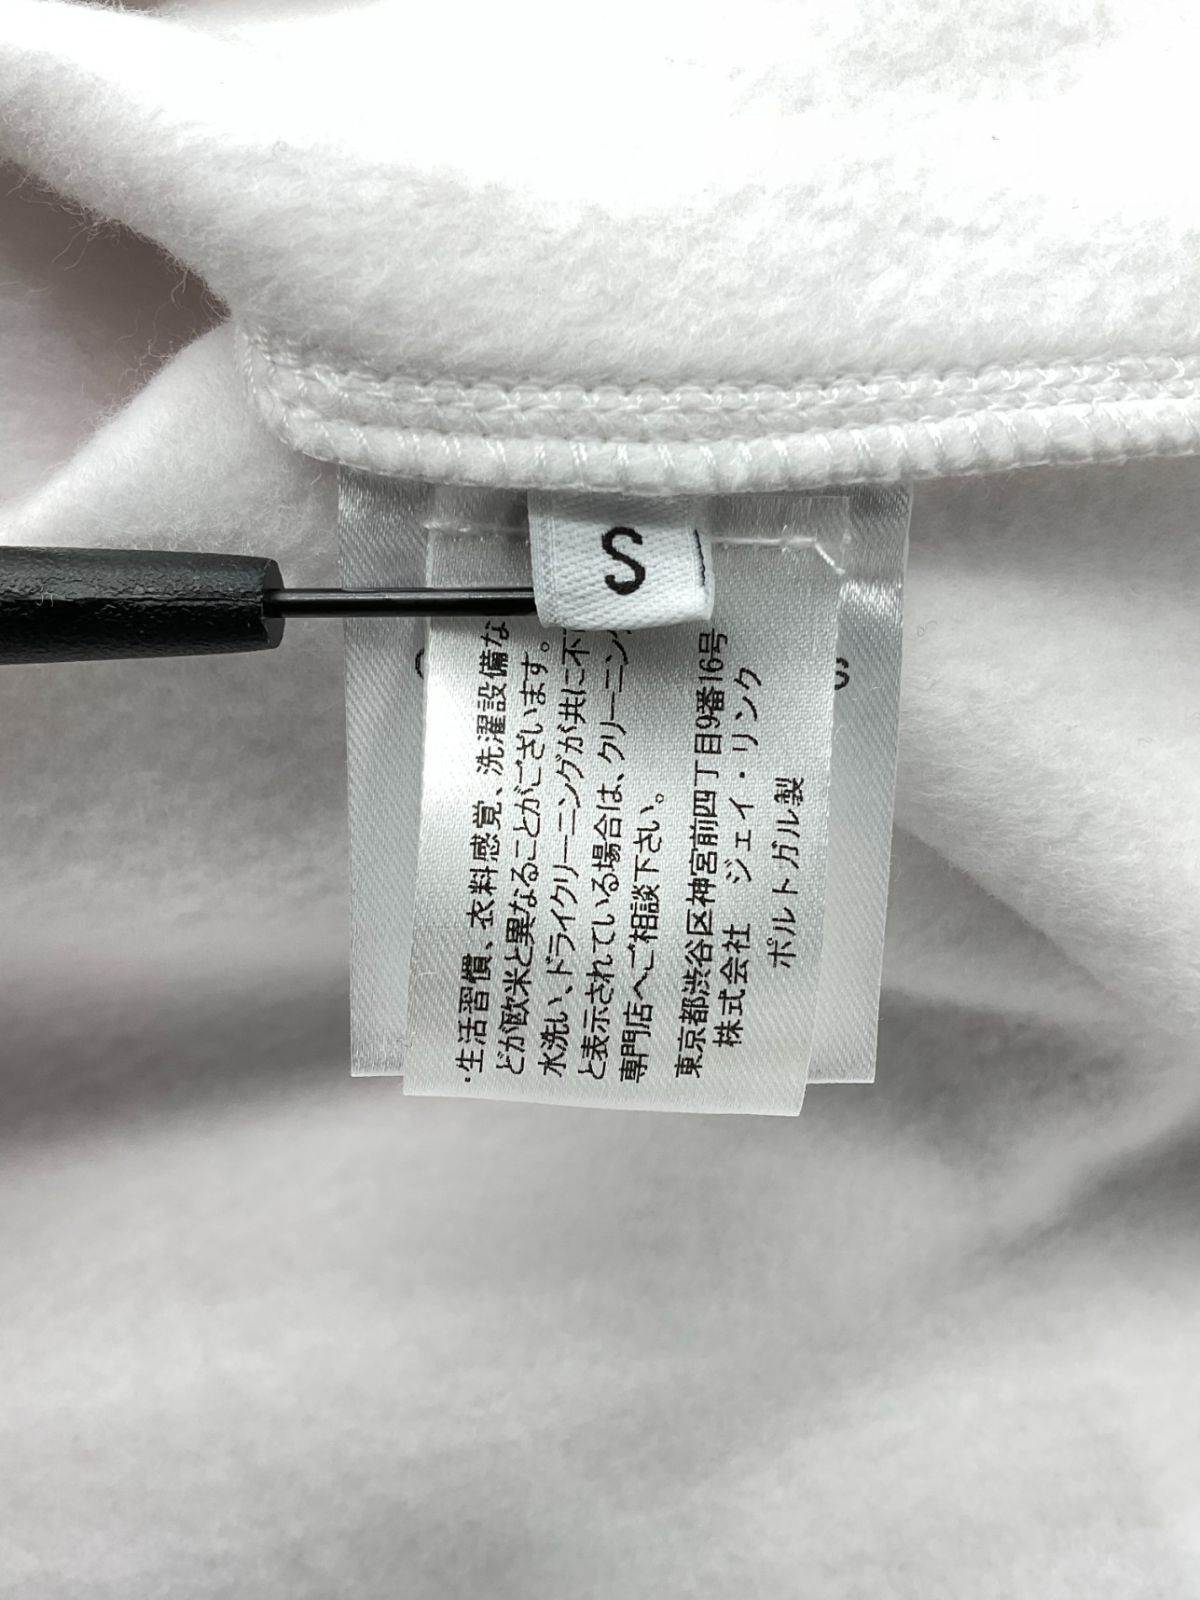 S
・生活習慣、衣料感覚、洗濯設備な
どが欧米と異なることがございます。
水洗い、ドライクリーニングが共に不
と表示されている場合は、クリーニン
専門店へご相談下さい。
東京都渋谷区神宮前四丁目9番16号
株式会社 ジェイ・リンク
ポルトガル製